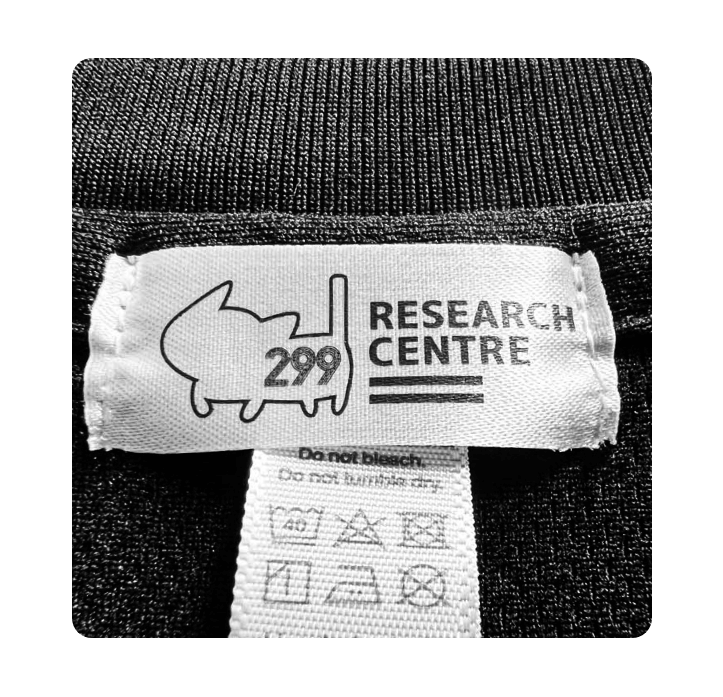 299
RESEARCH
CENTRE
Do not bleach.
Do not tumble dry.
40